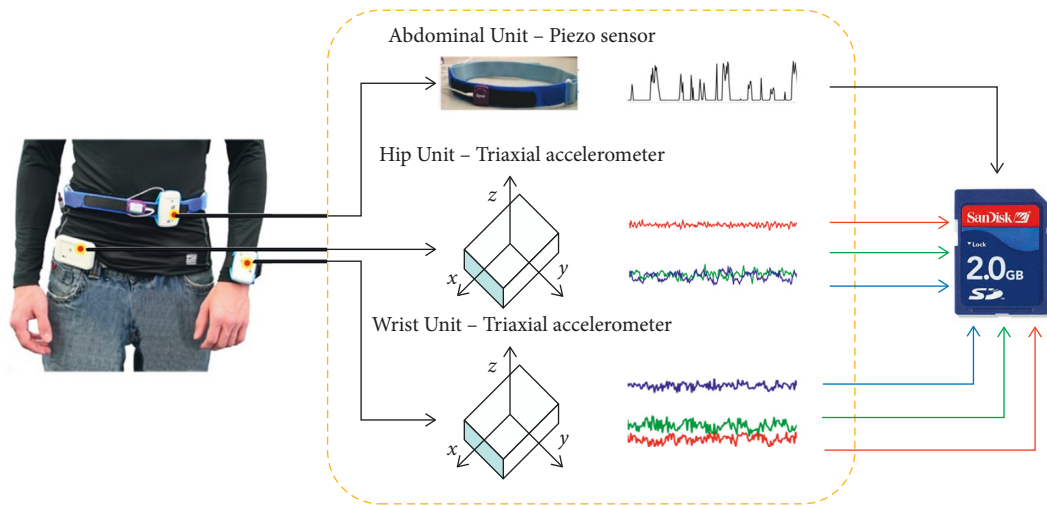 Abdominal Unit – Piezo sensor
Hip Unit – Triaxial accelerometer
z
x
y
SanDisk
Lock
2.0GB
SD
Wrist Unit – Triaxial accelerometer
z
x
y